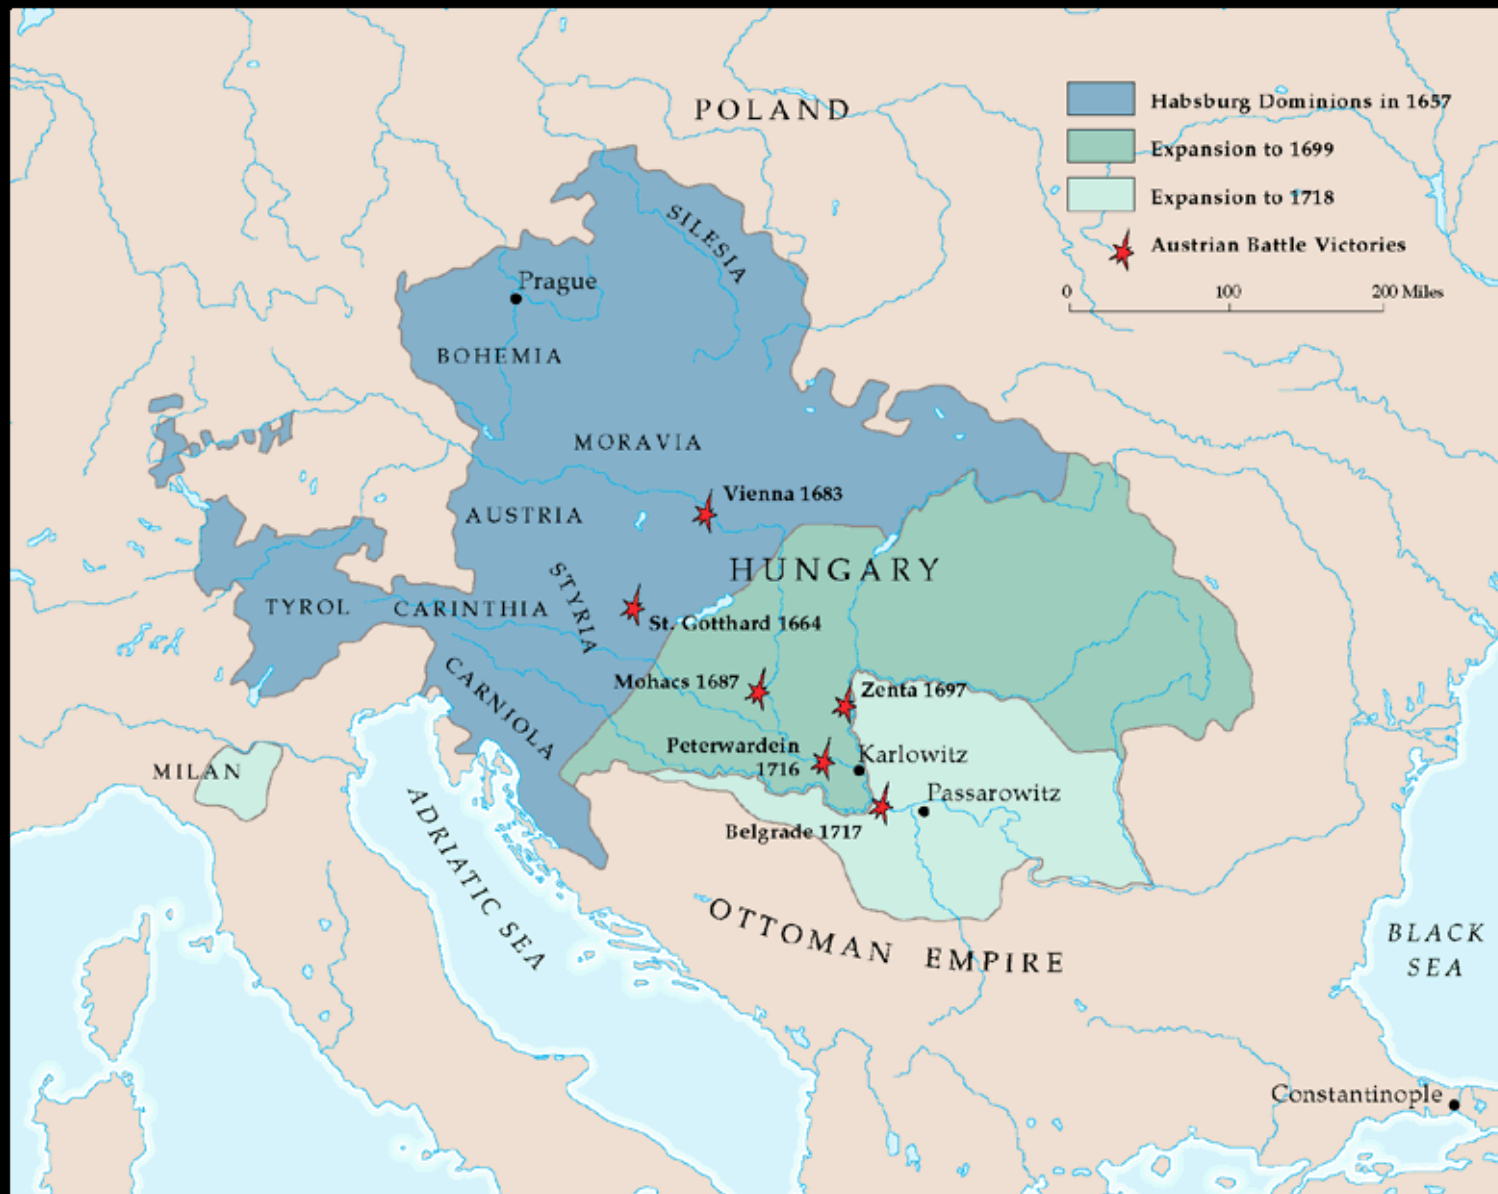 POLAND
Habsburg Dominions in 1657
Expansion to 1699
Expansion to 1718
Austrian Battle Victories
0 100 200 Miles
SILESIA
Prague
BOHEMIA
MORAVIA
Vienna 1683
AUSTRIA
HUNGARY
STYRIA
TYROL
CARINTHIA
St. Gotthard 1664
CARNIOLA
Mohacs 1687
Zenta 1697
Peterwardein
1716
Karlowitz
MILAN
Passarowitz
Belgrade 1717
ADRIATIC SEA
OTTOMAN EMPIRE
BLACK
SEA
Constantinople